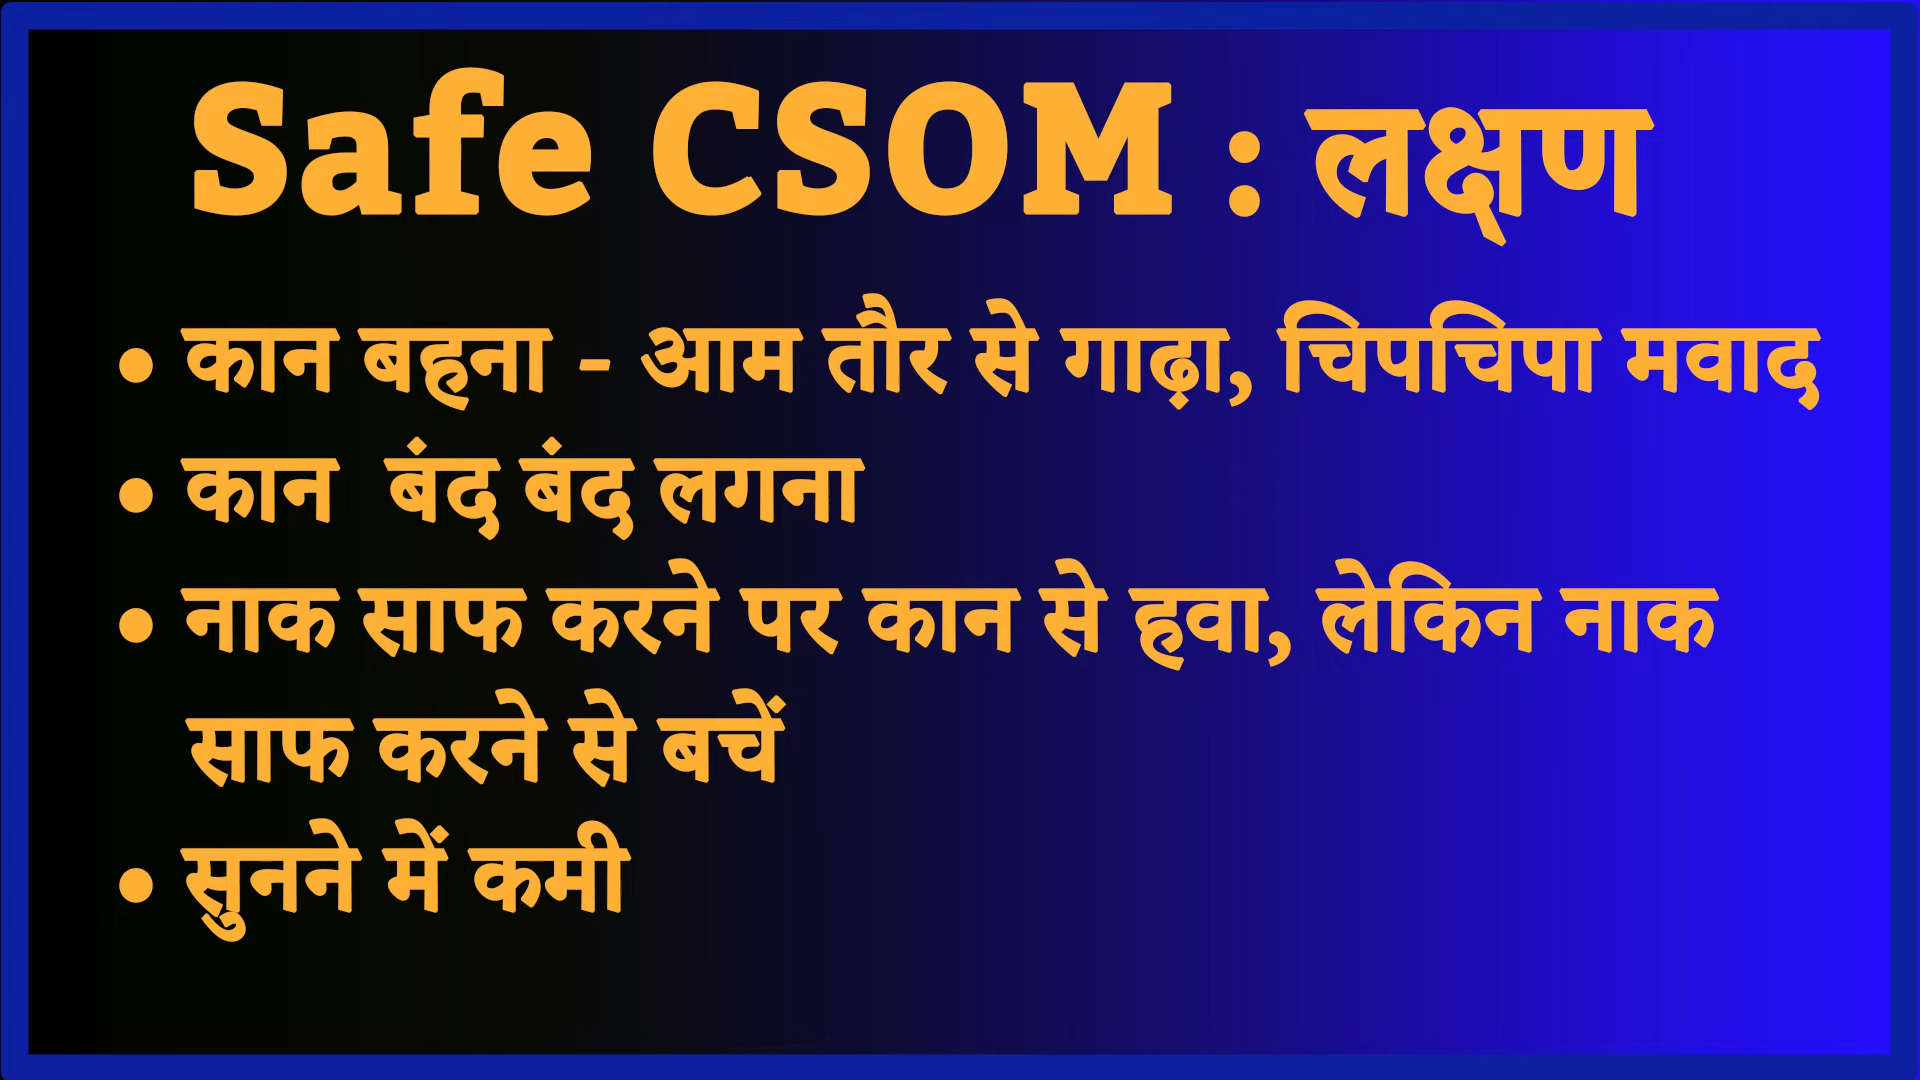 Safe CSOM : लक्षण
• कान बहना - आम तौर से गाढ़ा, चिपचिपा मवाद
• कान  बंद बंद लगना
• नाक साफ करने पर कान से हवा, लेकिन नाक
साफ करने से बचें
• सुनने में कमी